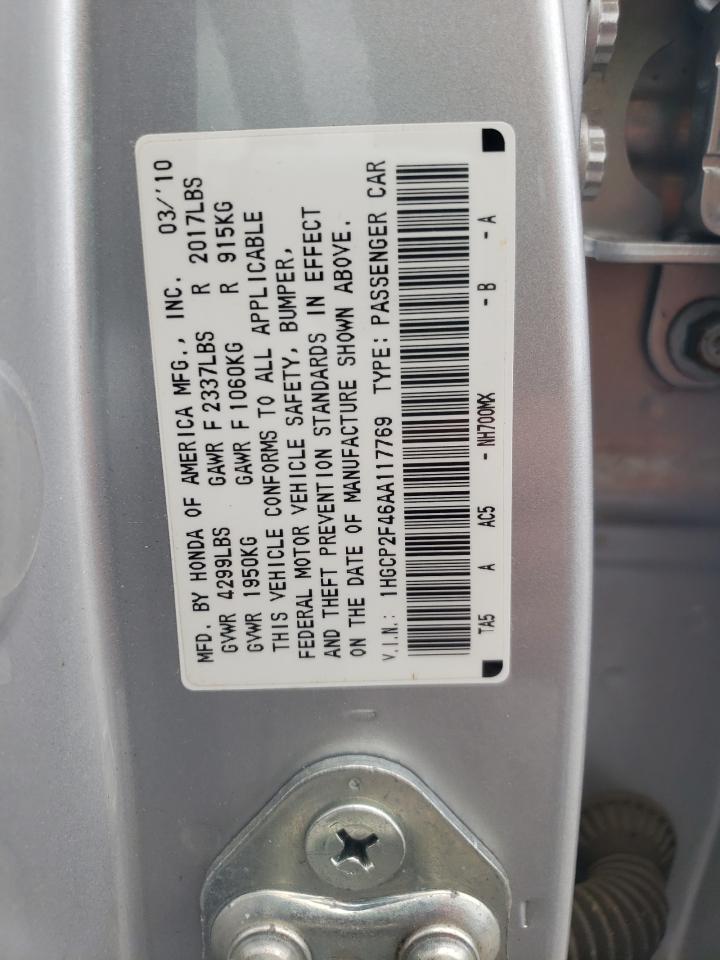 MFD. BY HONDA OF AMERICA MFG., INC. 03/'10
GVWR 4299LBS GAWR F 2337LBS R 2017LBS
GVWR 1950KG GAWR F 1060KG R 915KG
THIS VEHICLE CONFORMS TO ALL APPLICABLE
FEDERAL MOTOR VEHICLE SAFETY, BUMPER,
AND THEFT PREVENTION STANDARDS IN EFFECT
ON THE DATE OF MANUFACTURE SHOWN ABOVE.
V.I.N.: 1HGCP2F46AA117769 TYPE: PASSENGER CAR
TA5 A AC5 - NH700MX - B - A